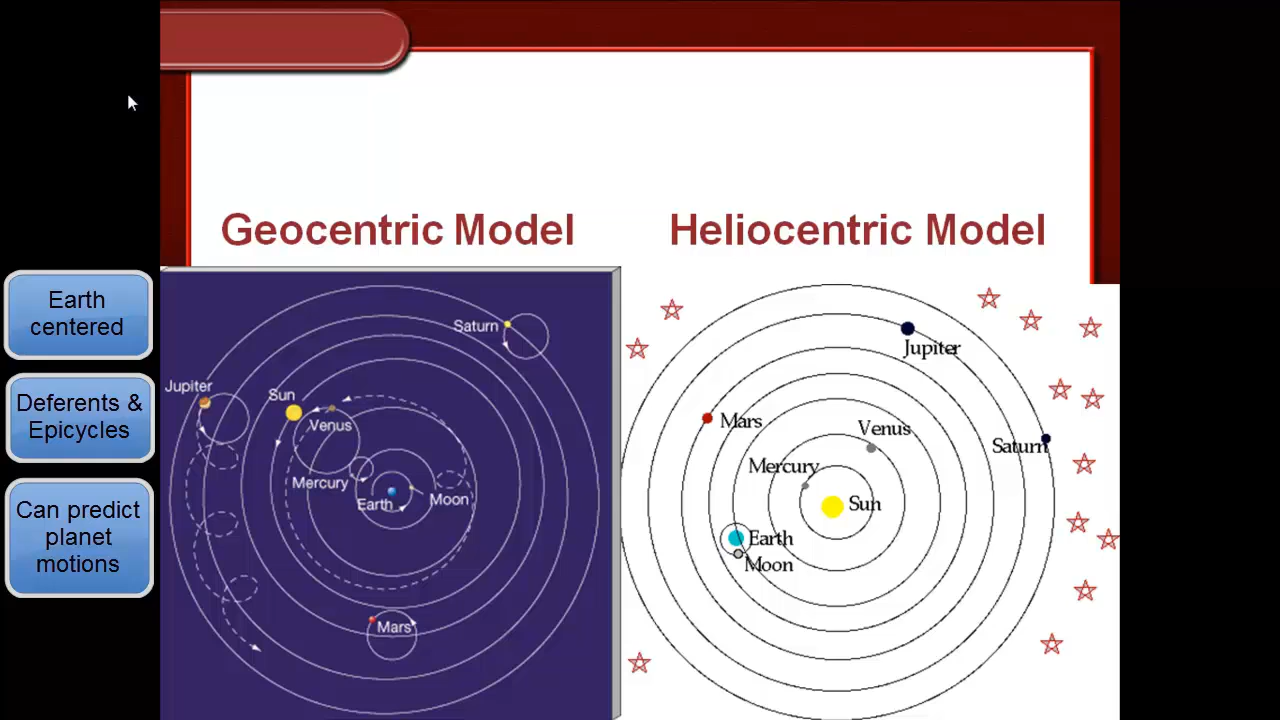 Geocentric Model
Heliocentric Model
Earth
centered
Deferents &
Epicycles
Can predict
planet
motions
Saturn
Jupiter
Sun
Venus
Mercury
Earth
Moon
Mars
Jupiter
Mars
Venus
Saturn
Mercury
Sun
Earth
Moon